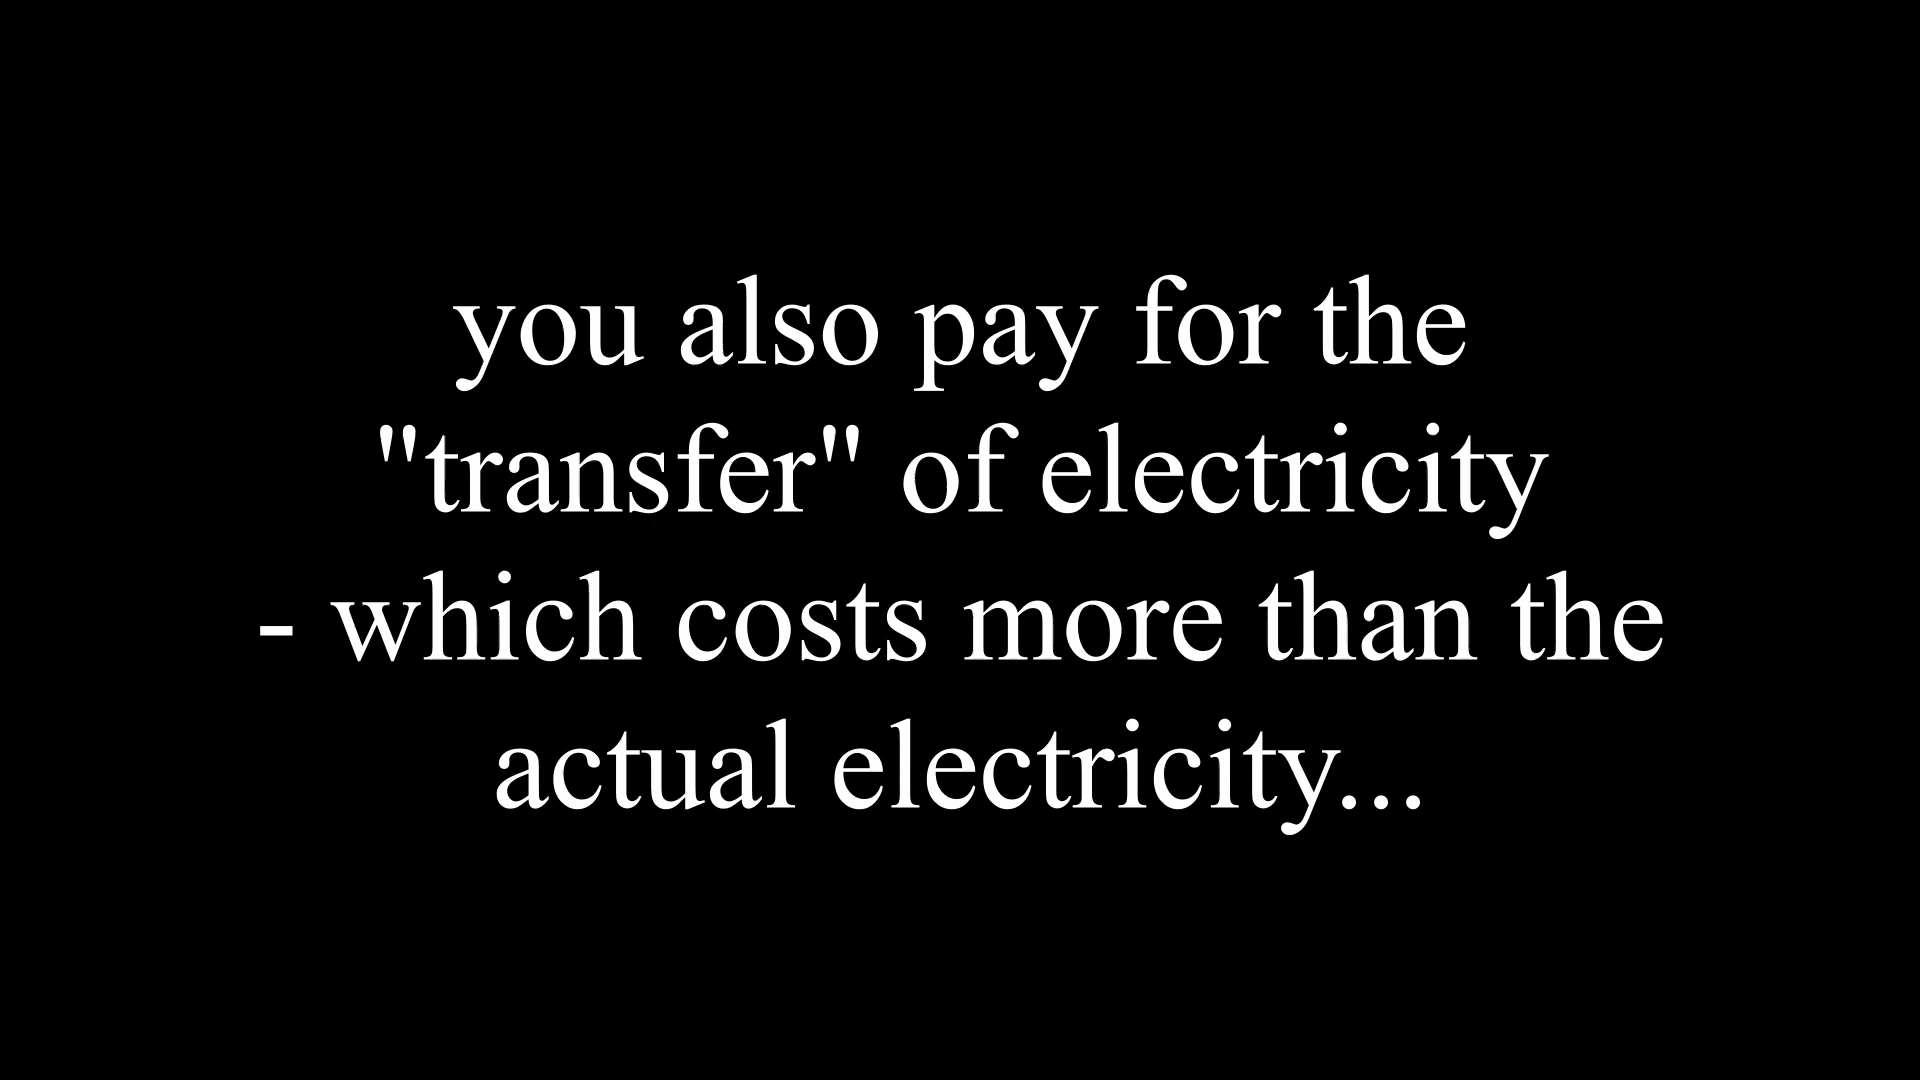 you also pay for the
"transfer" of electricity
- which costs more than the
actual electricity...